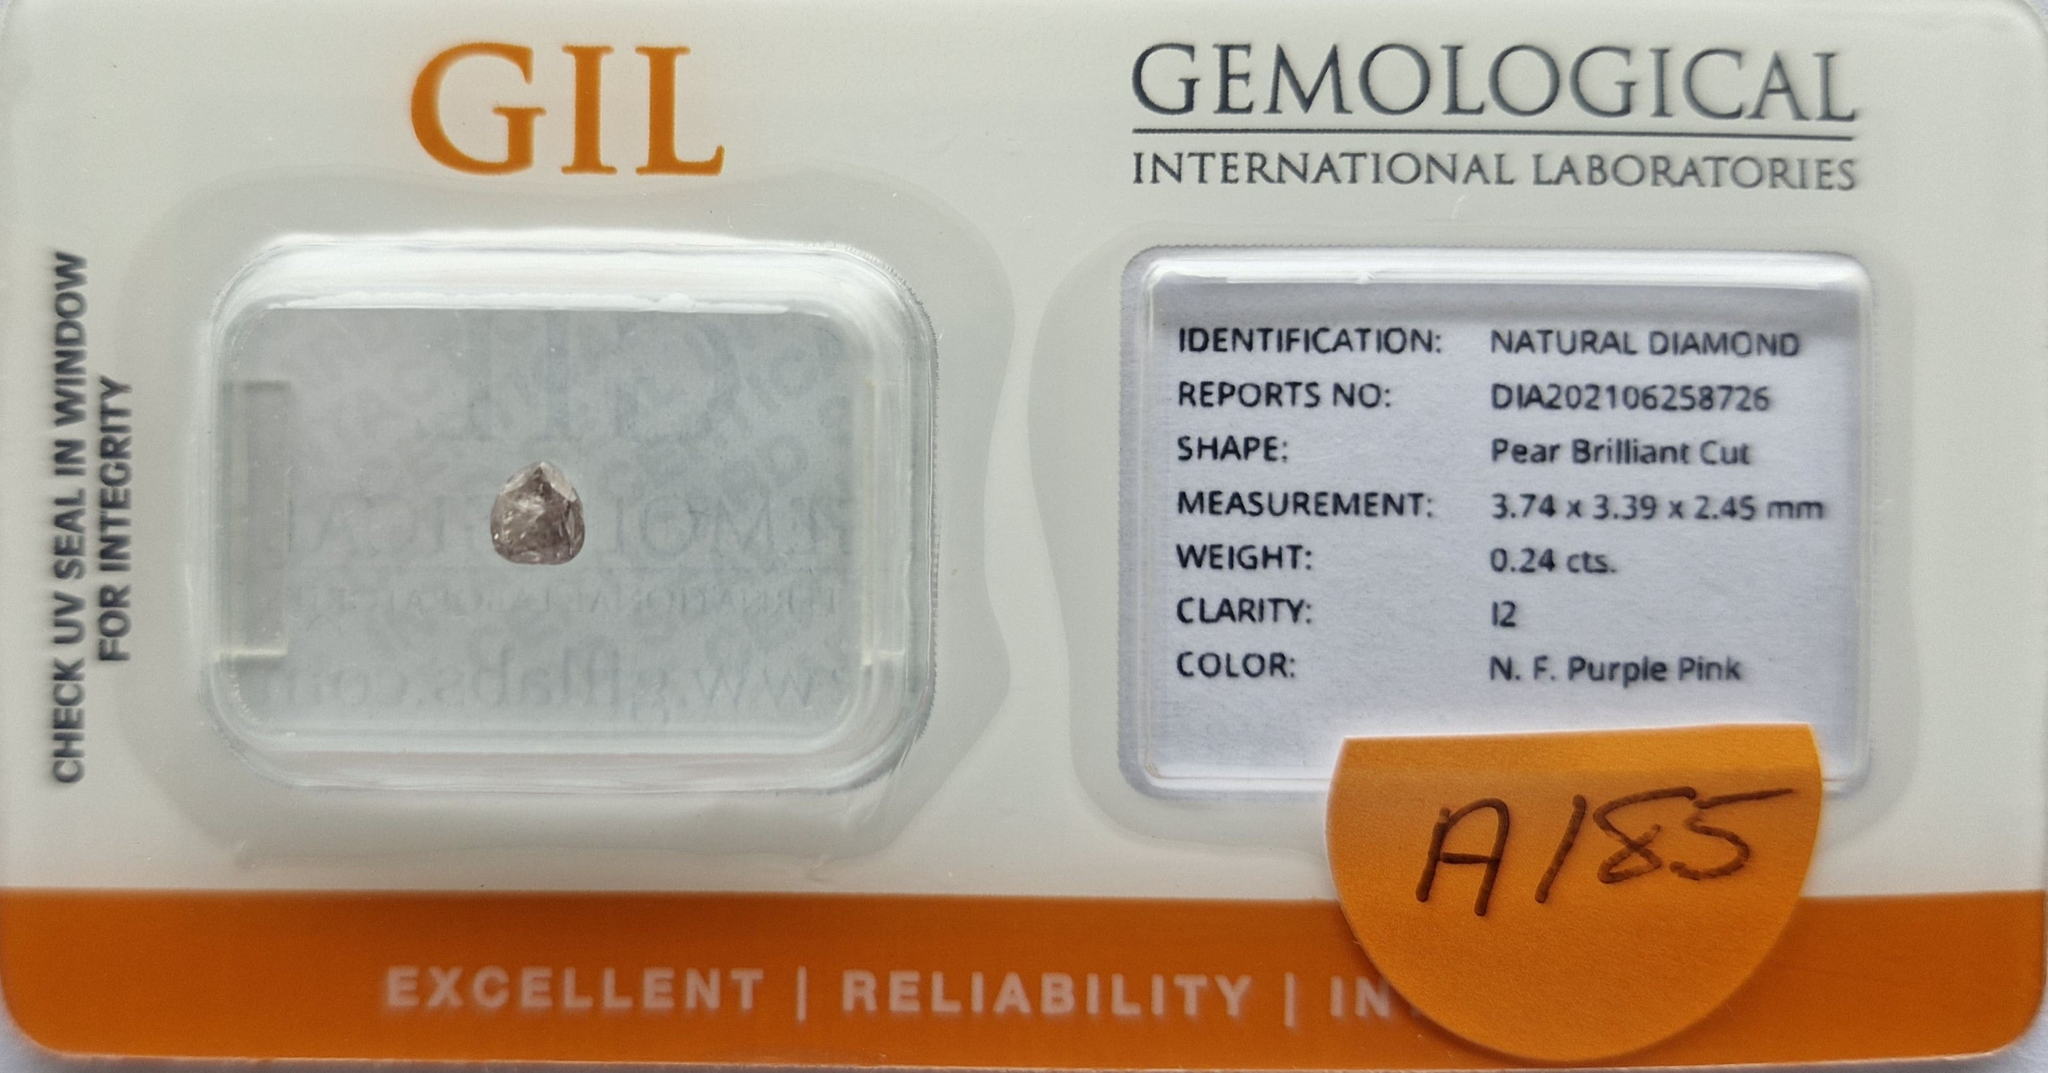 GIL
GEMOLOGICAL
INTERNATIONAL LABORATORIES
CHECK UV SEAL IN WINDOW
FOR INTEGRITY
IDENTIFICATION: NATURAL DIAMOND
REPORTS NO: DIA202106258726
SHAPE: Pear Brilliant Cut
MEASUREMENT: 3.74 x 3.39 x 2.45 mm
WEIGHT: 0.24 cts.
CLARITY: I2
COLOR: N. F. Purple Pink
A185
EXCELLENT | RELIABILITY | IN